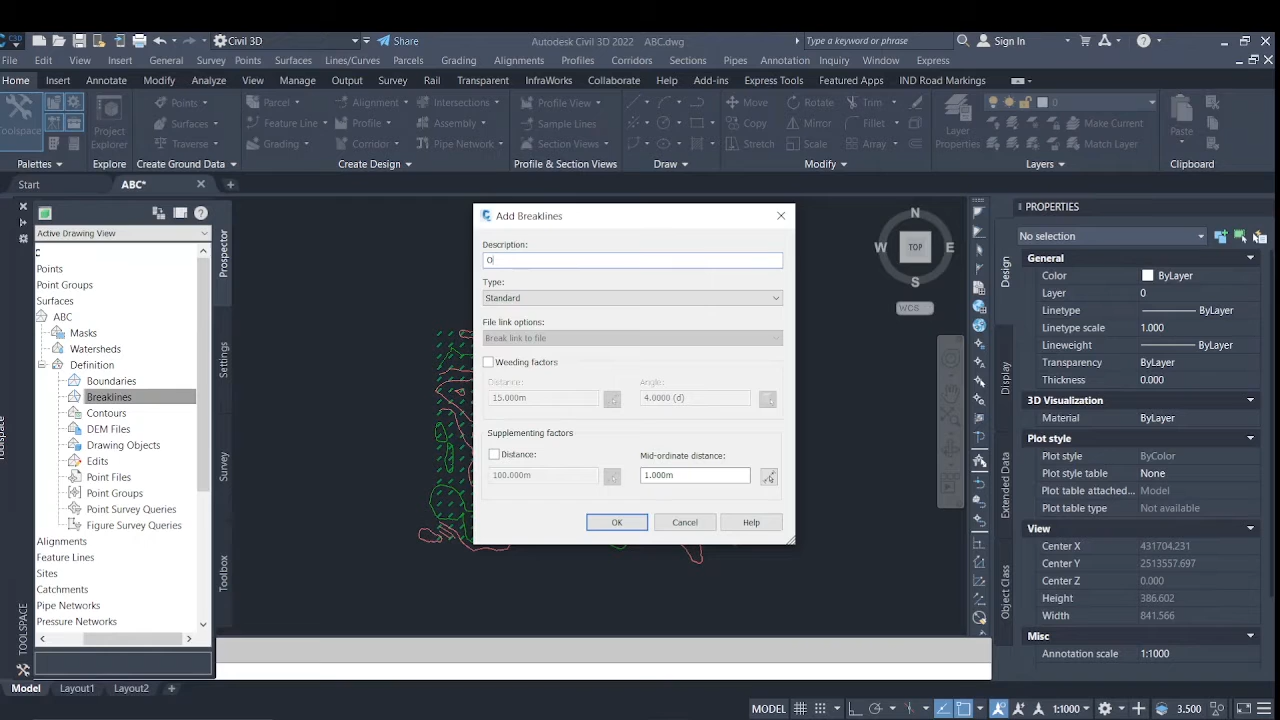 C3D Civil 3D Share Autodesk Civil 3D 2022 ABC.dwg Type a keyword or phrase Sign In
File Edit View Insert General Survey Points Surfaces Lines/Curves Parcels Grading Alignments Profiles Corridors Sections Pipes Annotation Inquiry Window Express
Home Insert Annotate Modify Analyze View Manage Output Survey Rail Transparent InfraWorks Collaborate Help Add-ins Express Tools Featured Apps IND Road Markings
Toolspace
Project Explorer
Points
Surfaces
Traverse
Parcel
Feature Line
Grading
Alignment
Profile
Corridor
Intersections
Assembly
Pipe Network
Profile View
Sample Lines
Section Views
Move
Copy
Stretch
Rotate
Mirror
Scale
Trim
Fillet
Array
Layer Properties
0
Make Current
Match Layer
Paste
Palettes Explore Create Ground Data Create Design Profile & Section Views Draw Modify Layers Clipboard
Start ABC*
Active Drawing View
Points
Point Groups
Surfaces
ABC
Masks
Watersheds
Definition
Boundaries
Breaklines
Contours
DEM Files
Drawing Objects
Edits
Point Files
Point Groups
Point Survey Queries
Figure Survey Queries
Alignments
Feature Lines
Sites
Catchments
Pipe Networks
Pressure Networks
TOOLSPACE
Prospector
Settings
Survey
Toolbox
Add Breaklines
Description:
O
Type:
Standard
File link options:
Break link to file
Weeding factors
Distance: Angle:
15.000m 4.0000 (d)
Supplementing factors
Distance: Mid-ordinate distance:
100.000m 1.000m
OK Cancel Help
N
W TOP E
S
WCS
PROPERTIES
No selection
General
Color ByLayer
Layer 0
Linetype ByLayer
Linetype scale 1.000
Lineweight ByLayer
Transparency ByLayer
Thickness 0.000
3D Visualization
Material ByLayer
Plot style
Plot style ByColor
Plot style table None
Plot table attached... Model
Plot table type Not available
View
Center X 431704.231
Center Y 2513557.697
Center Z 0.000
Height 386.602
Width 841.566
Misc
Annotation scale 1:1000
Design
Display
Extended Data
Object Class
Model Layout1 Layout2
MODEL 1:1000 3.500